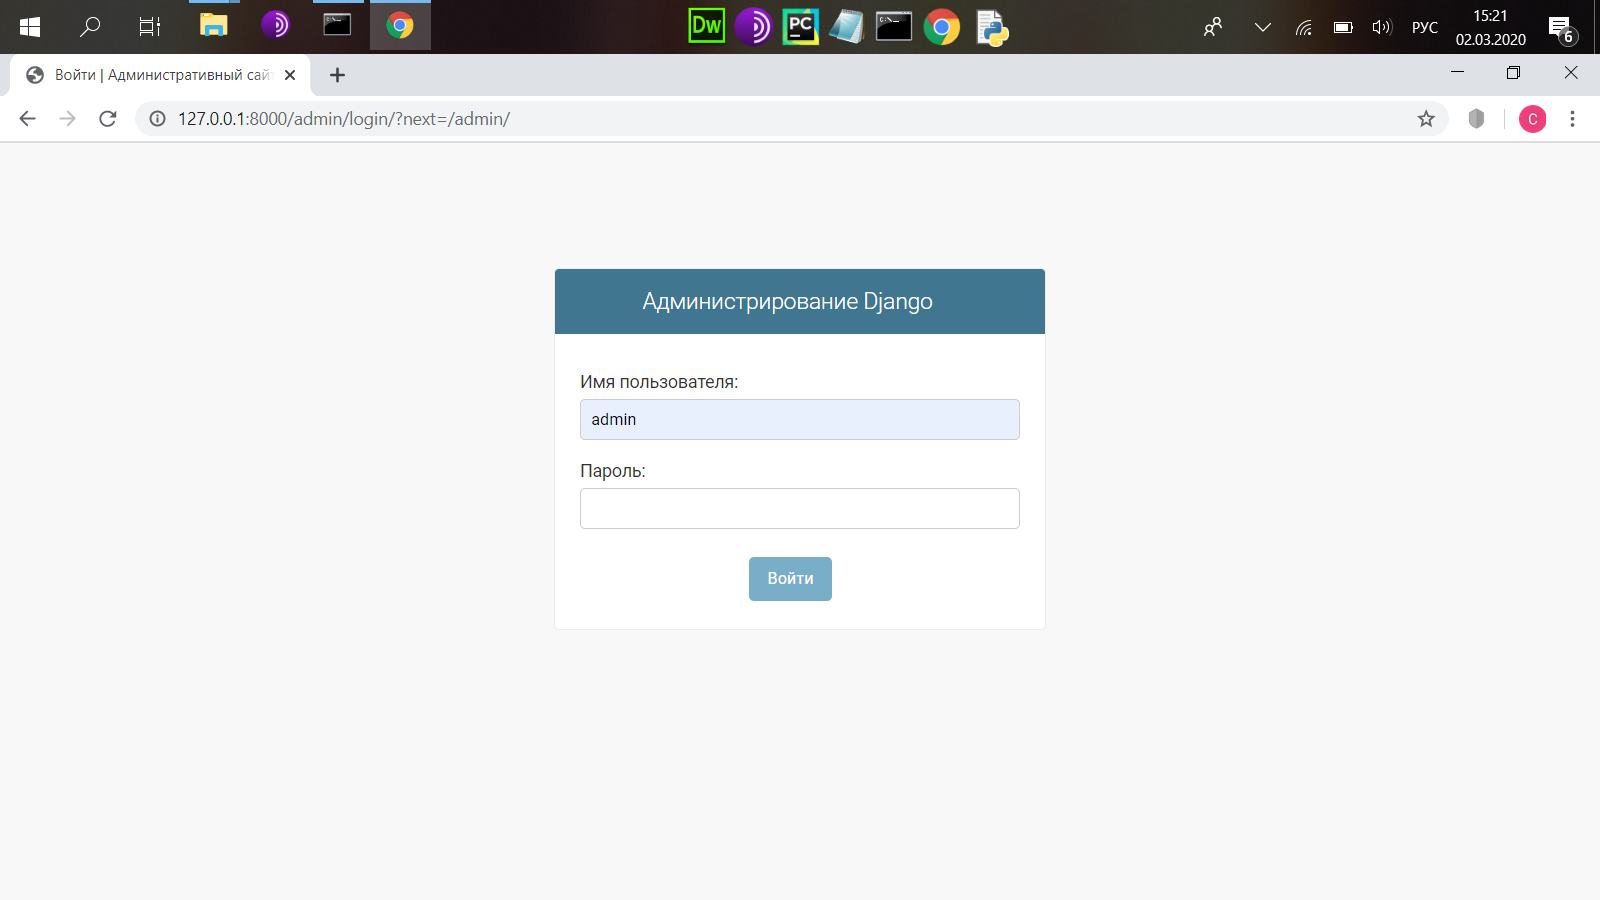 Dw
PC
C:\_
РУС
15:21
02.03.2020
6
Войти | Административный сай
127.0.0.1:8000/admin/login/?next=/admin/
C
Администрирование Django
Имя пользователя:
admin
Пароль:
Войти